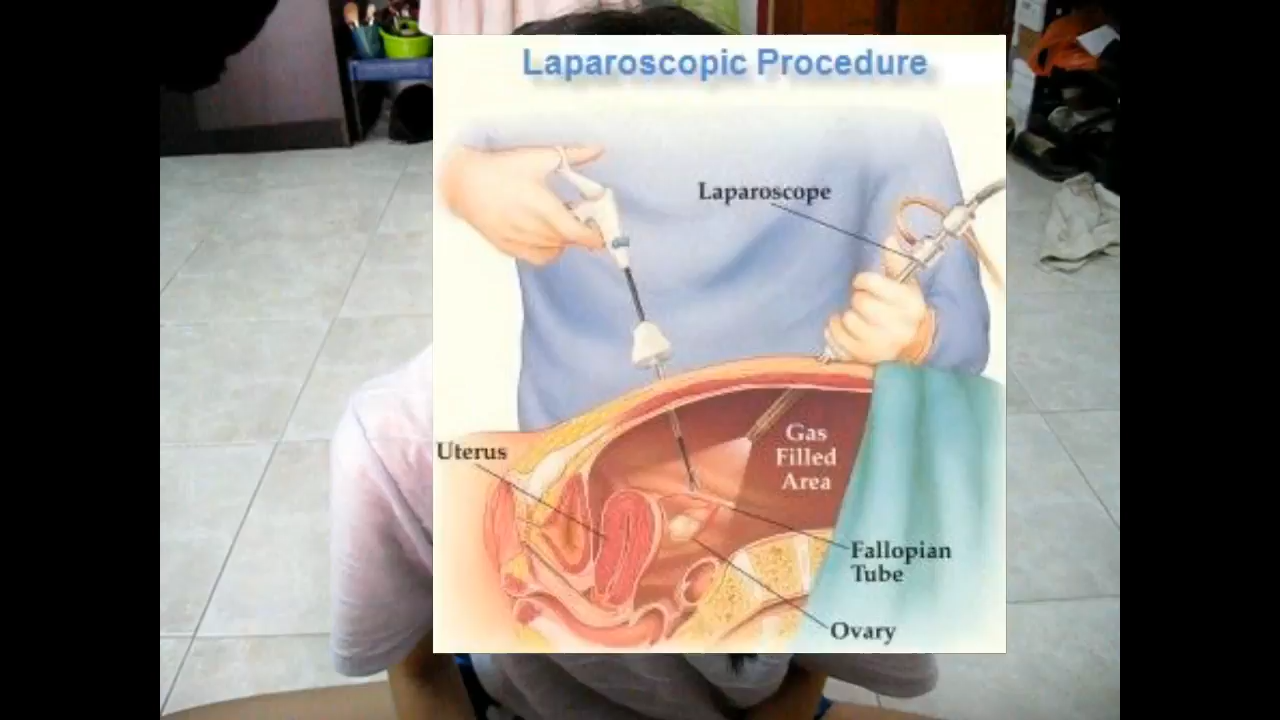 Laparoscopic Procedure
Laparoscope
Uterus
Gas
Filled
Area
Fallopian
Tube
Ovary